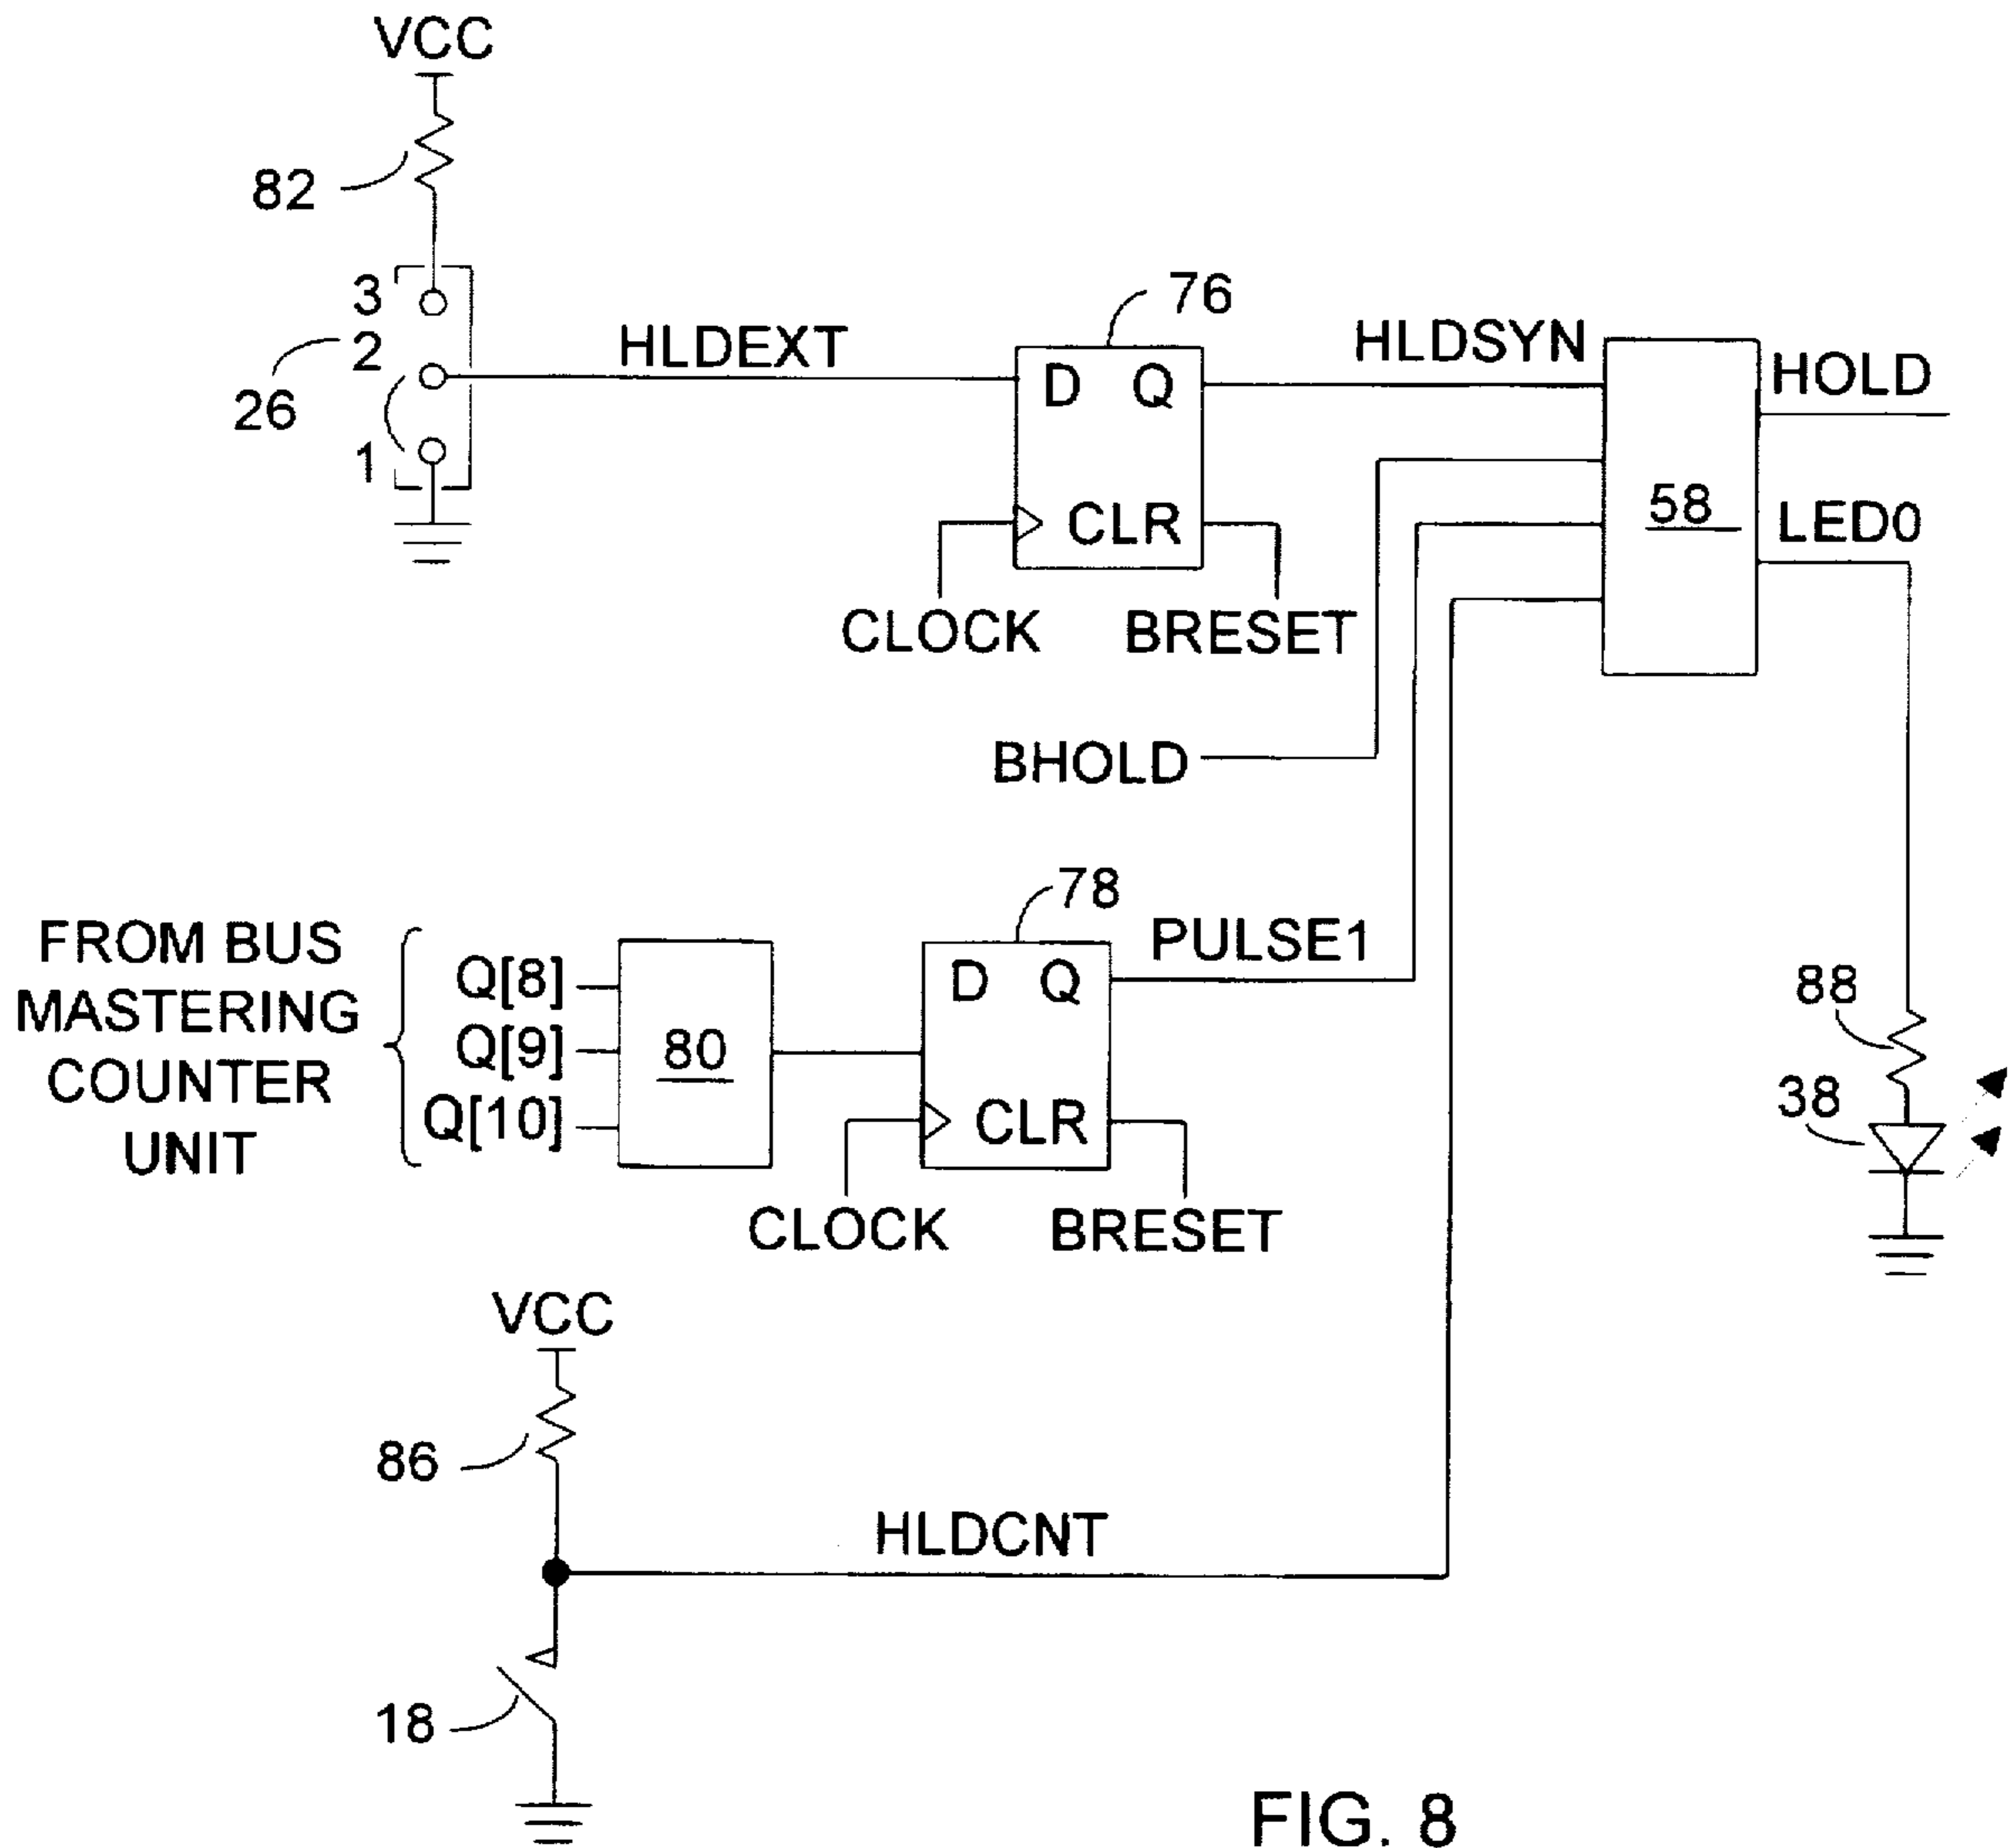 VCC
82
3
2
26
1
HLDEXT
76
D Q
CLR
CLOCK
BRESET
HLDSYN
58
HOLD
LED0
BHOLD
FROM BUS
MASTERING
COUNTER
UNIT
Q[8]
Q[9]
Q[10]
80
78
D Q
CLR
CLOCK
BRESET
PULSE1
88
38
VCC
86
HLDCNT
18
FIG. 8